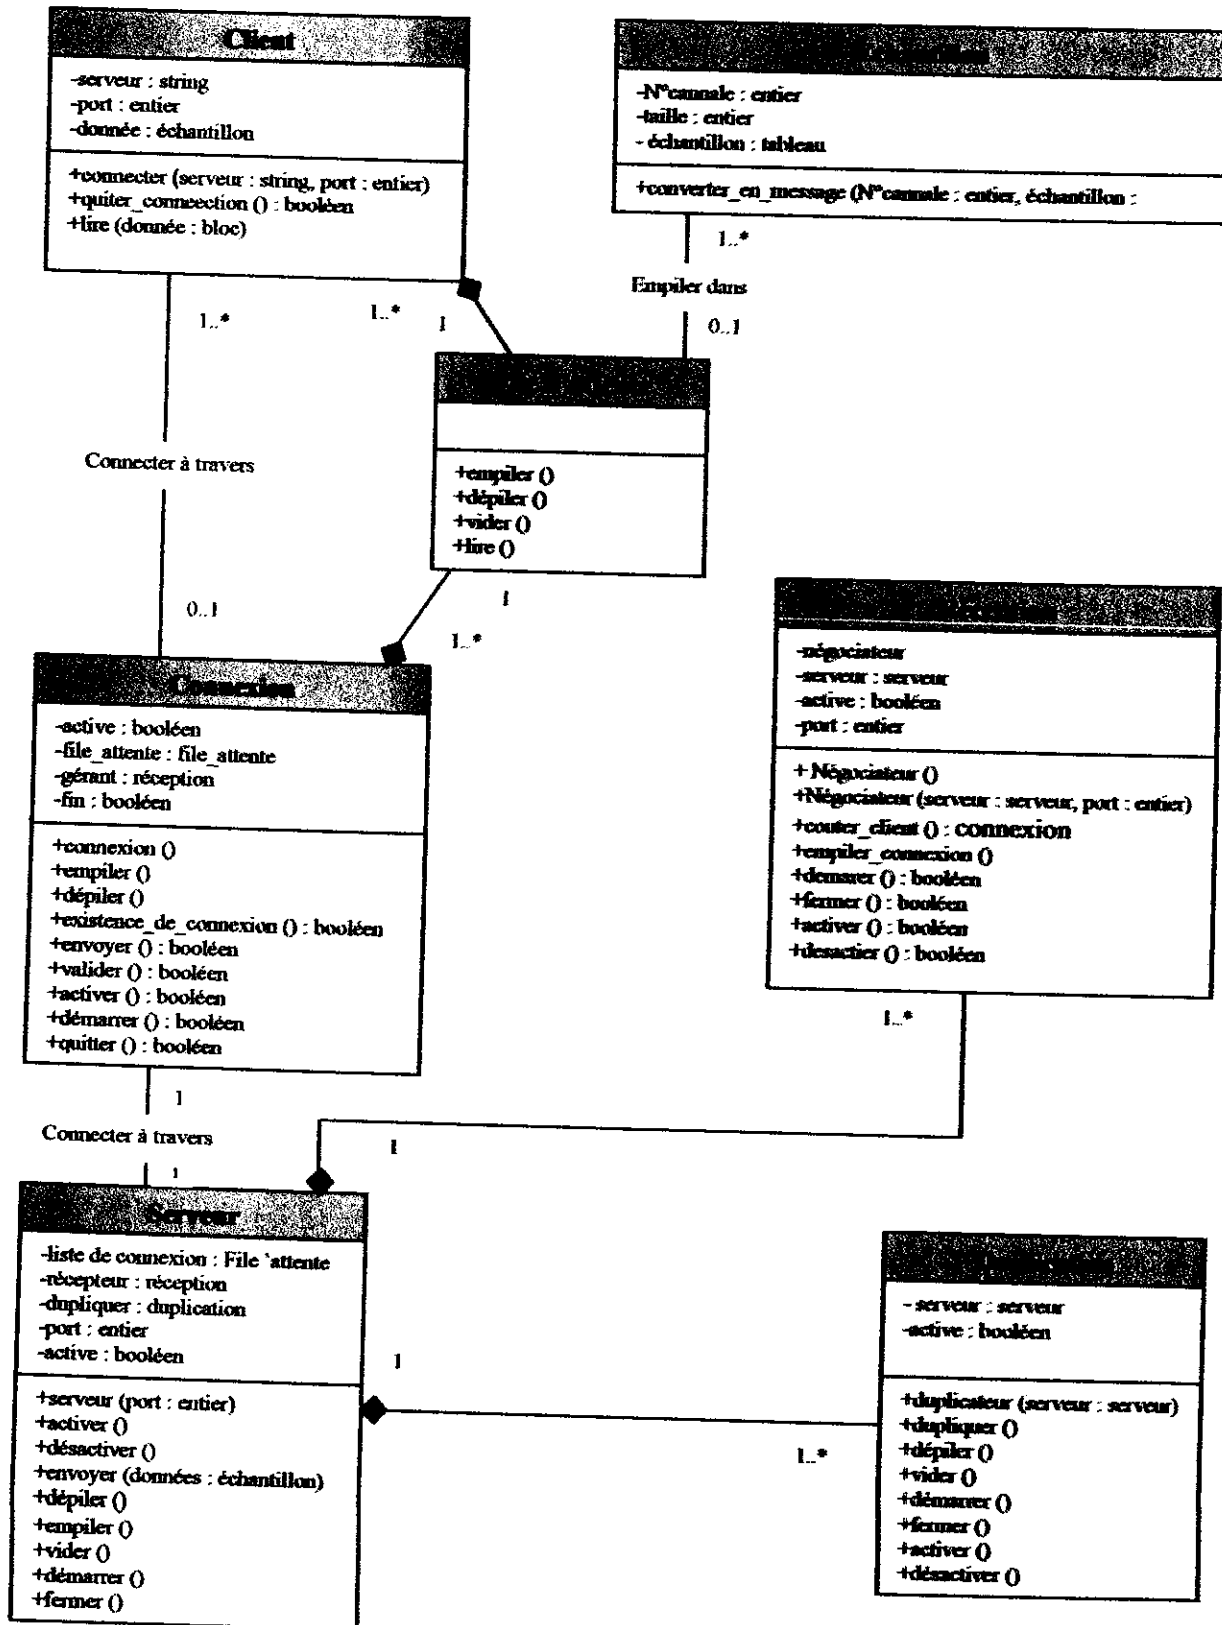 Client
-serveur : string
-port : entier
-donnée : échantillon
+connecter (serveur : string, port : entier)
+quiter_conneection () : booléen
+lire (donnée : bloc)
-N°cannale : entier
-taille : entier
- échantillon : tableau
+converter_en_message (N°cannale : entier, échantillon :
1..*
Empiler dans
0..1
1..*
1..*
1
+empiler ()
+dépiler ()
+vider ()
+lire ()
Connecter à travers
0..1
1
1..*
Connexion
-active : booléen
-file_attente : file_attente
-gérant : réception
-fin : booléen
+connexion ()
+empiler ()
+dépiler ()
+existence_de_connexion () : booléen
+envoyer () : booléen
+valider () : booléen
+activer () : booléen
+démarrer () : booléen
+quitter () : booléen
-négociateur
-serveur : serveur
-active : booléen
-port : entier
+ Négociateur ()
+Négociateur (serveur : serveur, port : entier)
+couter_client () : connexion
+empiler_connexion ()
+demarer () : booléen
+fermer () : booléen
+activer () : booléen
+desactier () : booléen
1..*
1
1
Connecter à travers
1
Serveur
-liste de connexion : File `attente
-récepteur : réception
-dupliquer : duplication
-port : entier
-active : booléen
+serveur (port : entier)
+activer ()
+désactiver ()
+envoyer (données : échantillon)
+dépiler ()
+empiler ()
+vider ()
+démarrer ()
+fermer ()
1
1..*
- serveur : serveur
-active : booléen
+duplicateur (serveur : serveur)
+dupliquer ()
+dépiler ()
+vider ()
+démarrer ()
+fermer ()
+activer ()
+désactiver ()